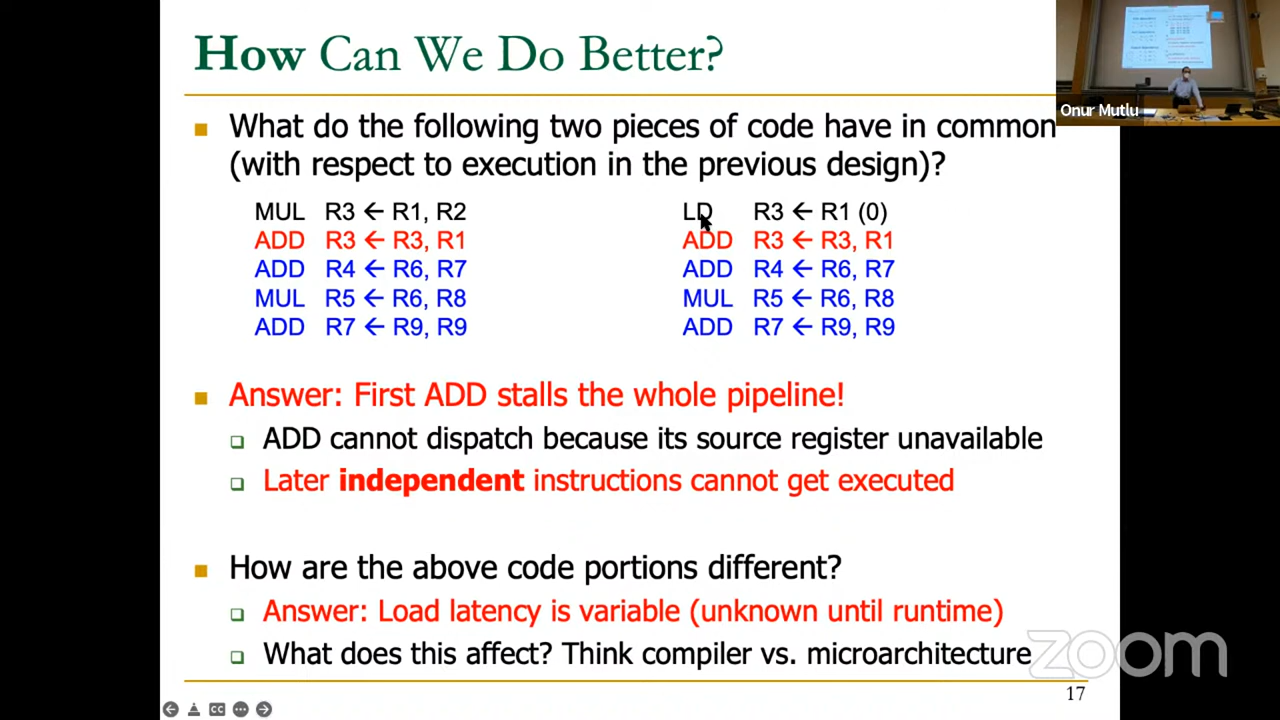 How Can We Do Better?
Onur Mutlu
What do the following two pieces of code have in common
(with respect to execution in the previous design)?
MUL R3 ← R1, R2
ADD R3 ← R3, R1
ADD R4 ← R6, R7
MUL R5 ← R6, R8
ADD R7 ← R9, R9
LD R3 ← R1 (0)
ADD R3 ← R3, R1
ADD R4 ← R6, R7
MUL R5 ← R6, R8
ADD R7 ← R9, R9
Answer: First ADD stalls the whole pipeline!
ADD cannot dispatch because its source register unavailable
Later independent instructions cannot get executed
How are the above code portions different?
Answer: Load latency is variable (unknown until runtime)
What does this affect? Think compiler vs. microarchitecture
zoom
17
CC